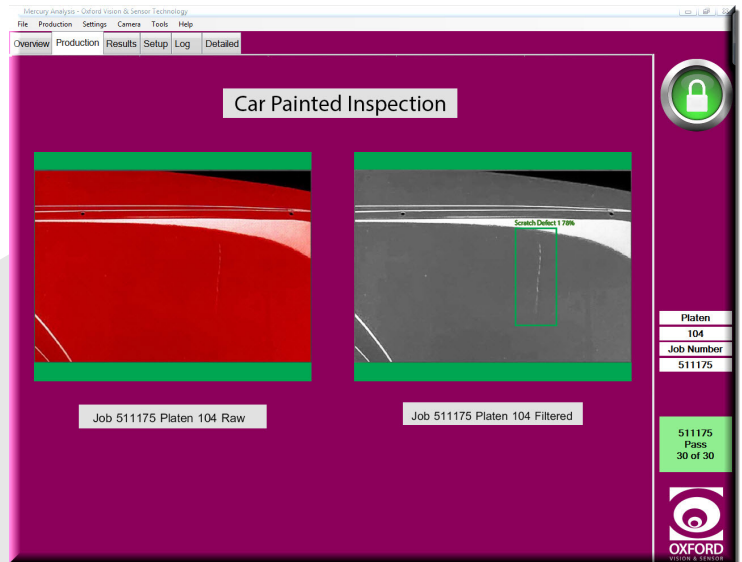 Mercury Analysis - Oxford Vision & Sensor Technology
File Production Settings Camera Tools Help
Overview Production Results Setup Log Detailed
Car Painted Inspection
Scratch Defect 1 78%
Job 511175 Platen 104 Raw
Job 511175 Platen 104 Filtered
Platen
104
Job Number
511175
511175
Pass
30 of 30
OXFORD
VISION & SENSOR